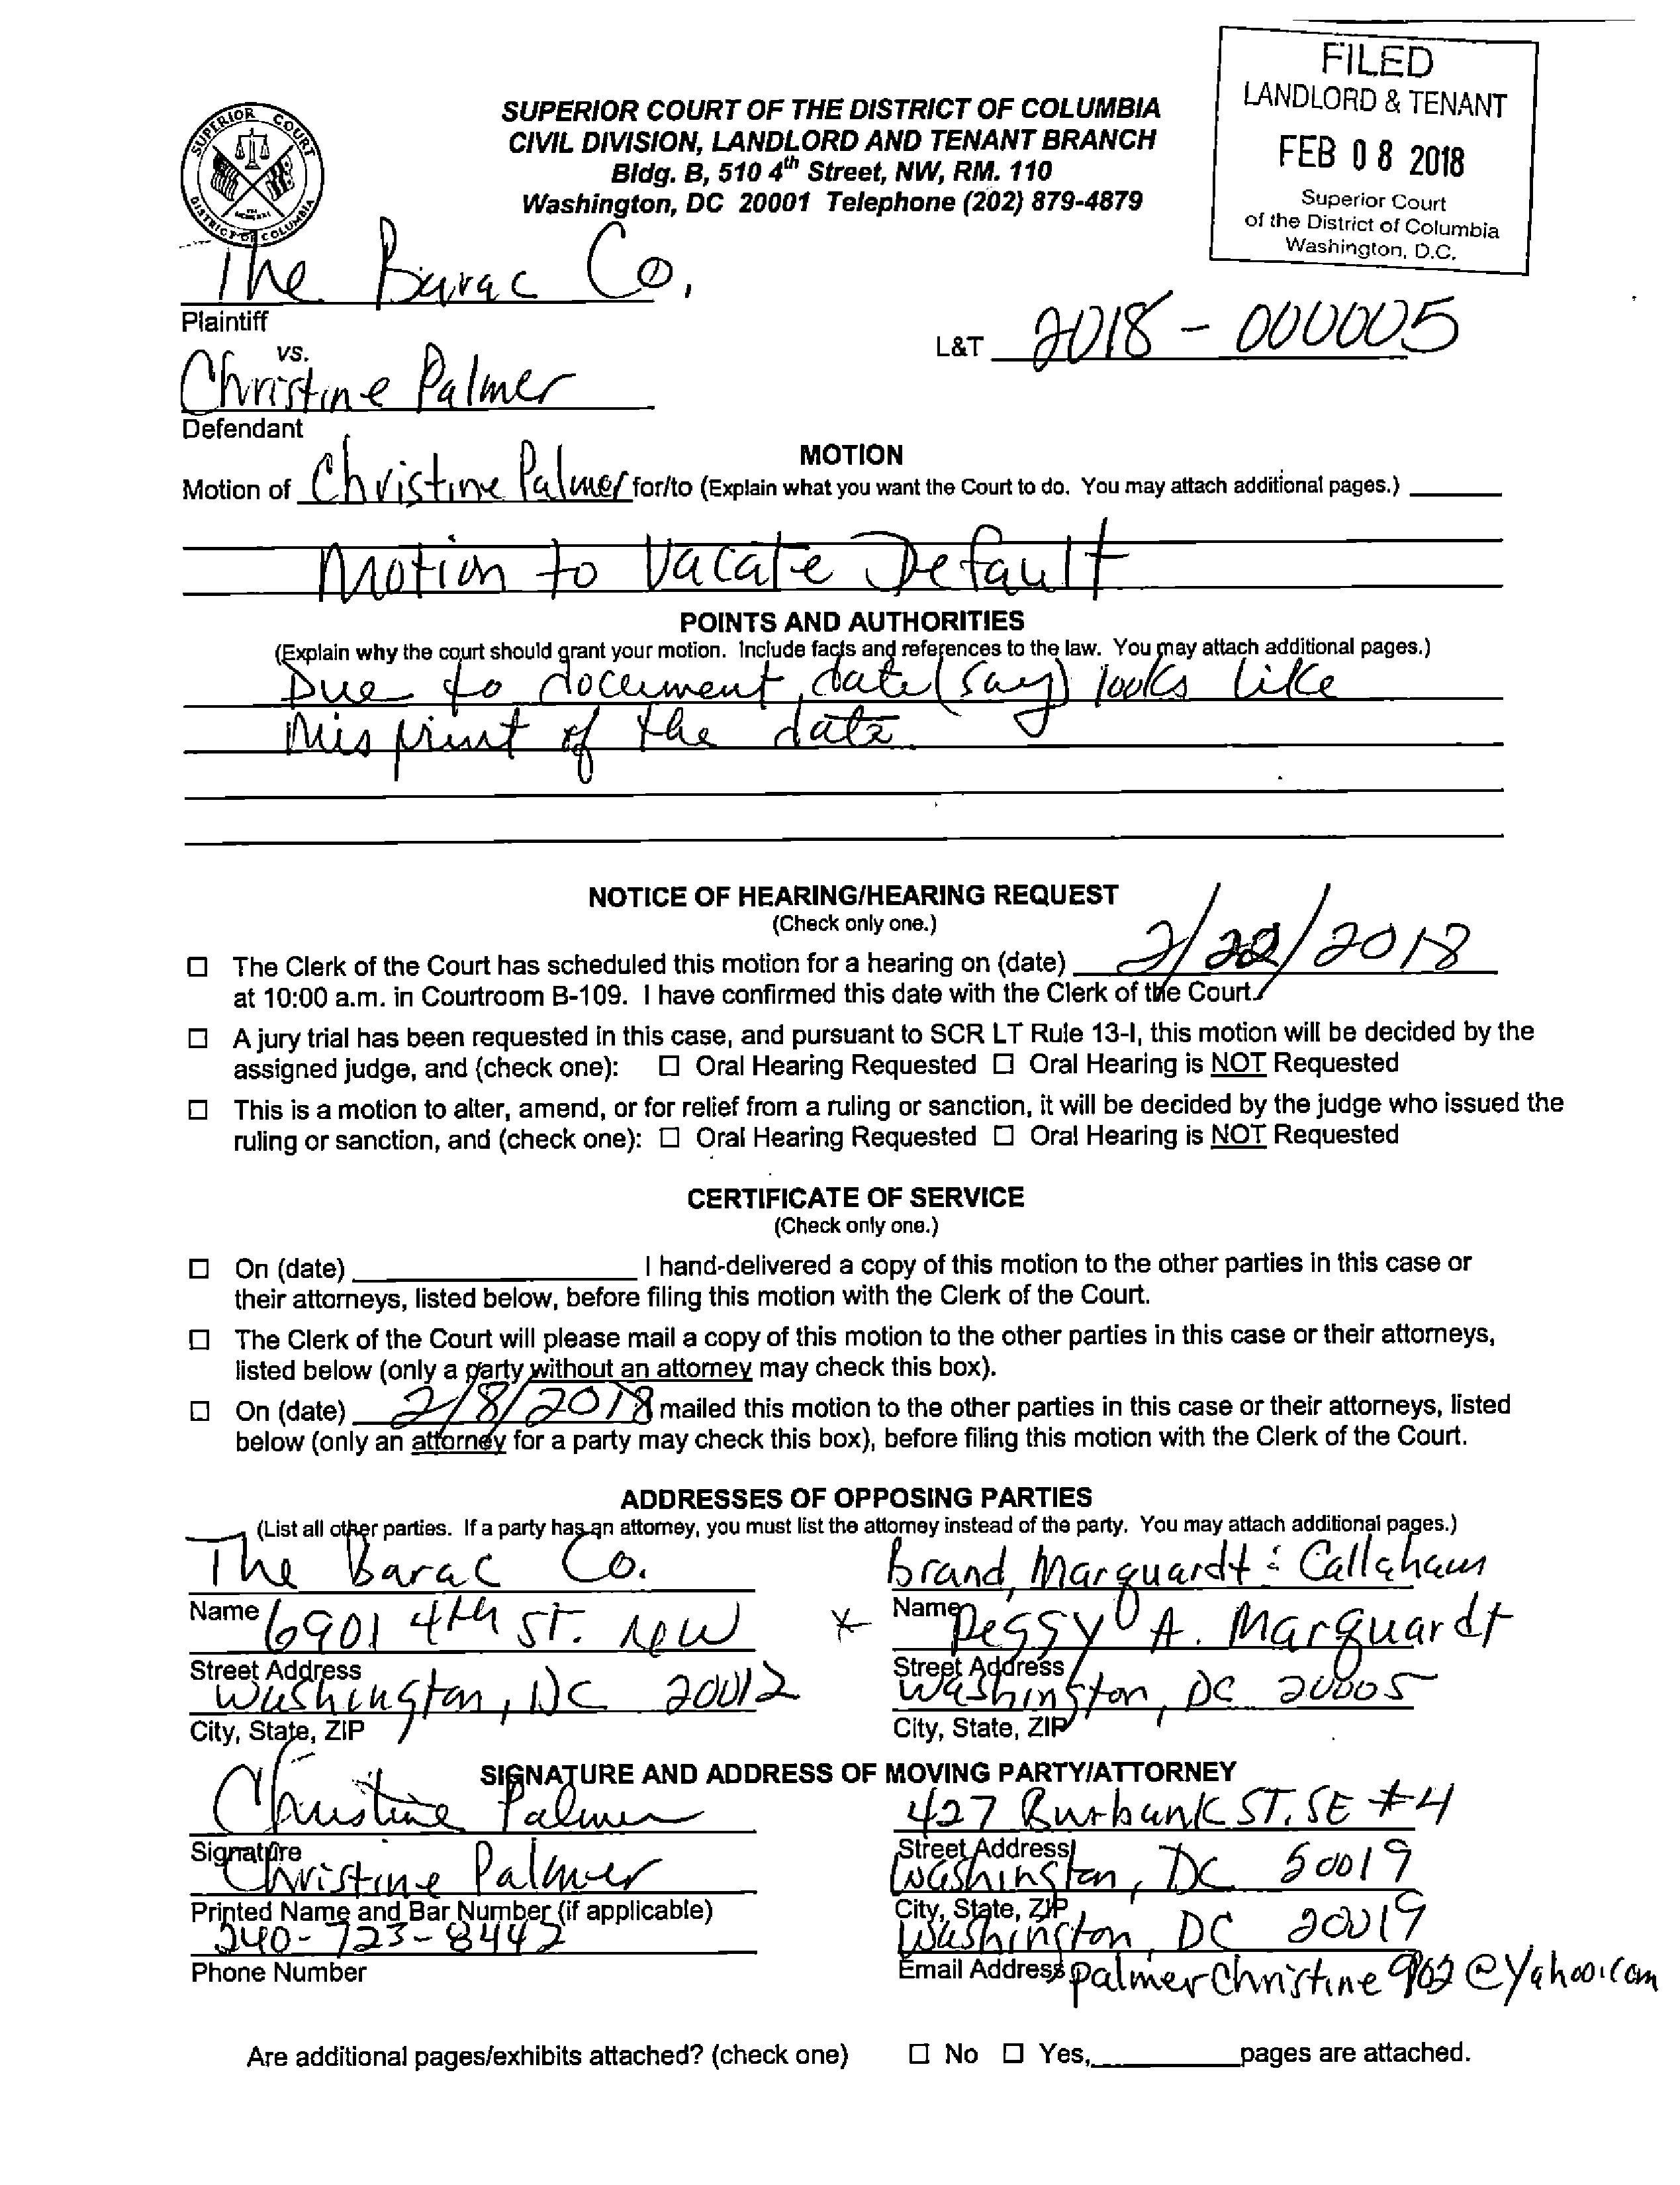 FILED
LANDLORD & TENANT
FEB 08 2018
Superior Court
of the District of Columbia
Washington, D.C.
SUPERIOR COURT
DISTRICT OF COLUMBIA
SUPERIOR COURT OF THE DISTRICT OF COLUMBIA
CIVIL DIVISION, LANDLORD AND TENANT BRANCH
Bldg. B, 510 4th Street, NW, RM. 110
Washington, DC 20001 Telephone (202) 879-4879
The Barac Co.
Plaintiff
vs.
L&T 2018-000005
Christine Palmer
Defendant
MOTION
Motion of Christine Palmer for/to (Explain what you want the Court to do. You may attach additional pages.)
Motion to Vacate Default
POINTS AND AUTHORITIES
(Explain why the court should grant your motion. Include facts and references to the law. You may attach additional pages.)
Due to document, date (say) looks like
Misprint of the date
NOTICE OF HEARING/HEARING REQUEST
(Check only one.)
☐ The Clerk of the Court has scheduled this motion for a hearing on (date) 2/22/2018
at 10:00 a.m. in Courtroom B-109. I have confirmed this date with the Clerk of the Court.
☐ A jury trial has been requested in this case, and pursuant to SCR LT Rule 13-I, this motion will be decided by the
assigned judge, and (check one): ☐ Oral Hearing Requested ☐ Oral Hearing is NOT Requested
☐ This is a motion to alter, amend, or for relief from a ruling or sanction, it will be decided by the judge who issued the
ruling or sanction, and (check one): ☐ Oral Hearing Requested ☐ Oral Hearing is NOT Requested
CERTIFICATE OF SERVICE
(Check only one.)
☐ On (date) I hand-delivered a copy of this motion to the other parties in this case or
their attorneys, listed below, before filing this motion with the Clerk of the Court.
☐ The Clerk of the Court will please mail a copy of this motion to the other parties in this case or their attorneys,
listed below (only a party without an attorney may check this box).
☐ On (date) 2/8/2018 mailed this motion to the other parties in this case or their attorneys, listed
below (only an attorney for a party may check this box), before filing this motion with the Clerk of the Court.
ADDRESSES OF OPPOSING PARTIES
(List all other parties. If a party has an attorney, you must list the attorney instead of the party. You may attach additional pages.)
The Barac Co.
Name
6901 4th ST. NW
Street Address
Washington, DC 20012
City, State, ZIP
Brand, Marquardt & Callahan
Name
* Peggy A. Marquardt
Street Address
Washington, DC 20005
City, State, ZIP
SIGNATURE AND ADDRESS OF MOVING PARTY/ATTORNEY
Christine Palmer
Signature
Christine Palmer
Printed Name and Bar Number (if applicable)
240-723-8442
Phone Number
427 Burbank ST. SE #4
Street Address
Washington, DC 50019
City, State, ZIP
Washington DC 20019
Email Address palmerchristine902@yahoo.com
Are additional pages/exhibits attached? (check one) ☐ No ☐ Yes, pages are attached.